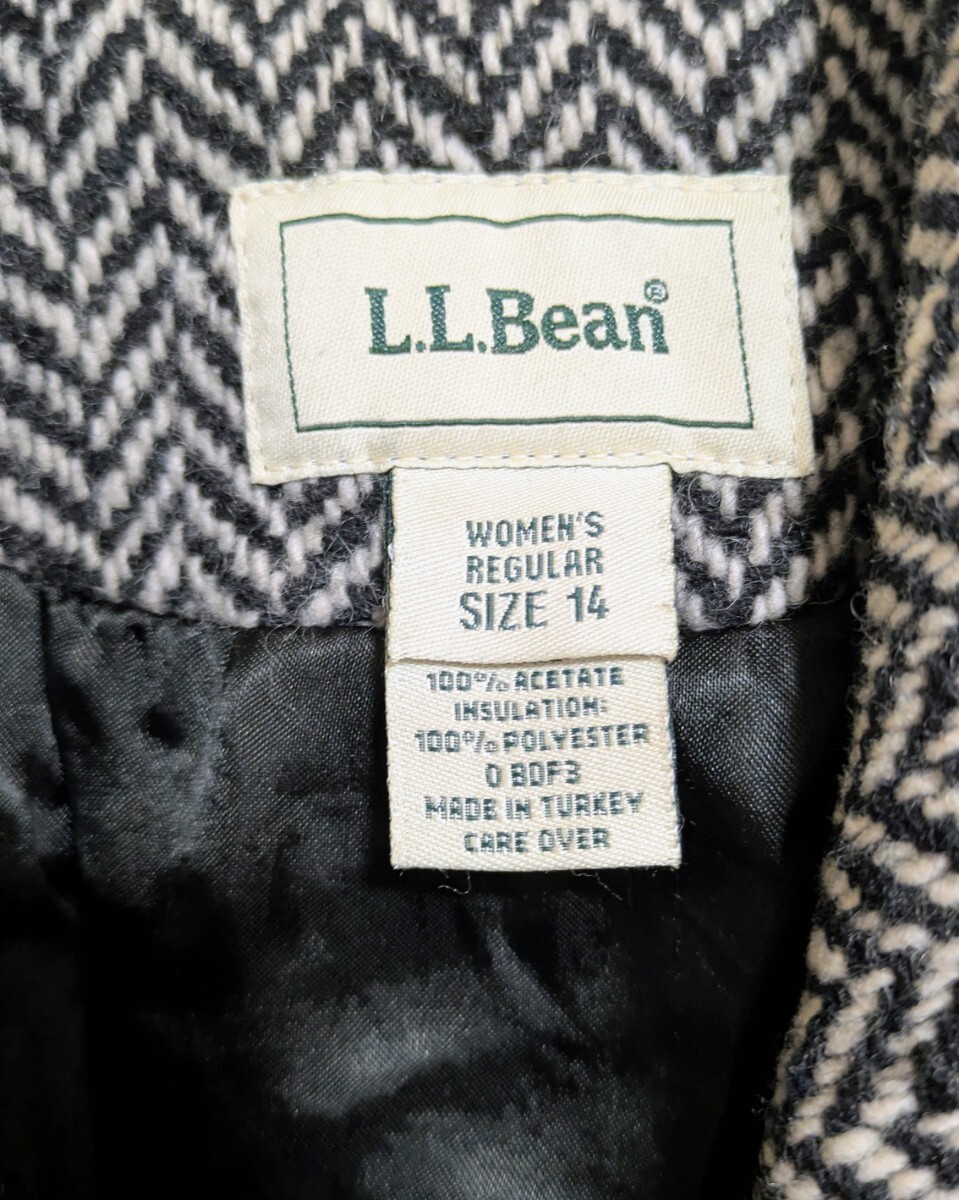 L.L.Bean®
WOMEN'S
REGULAR
SIZE 14
100% ACETATE
INSULATION:
100% POLYESTER
0 BDF3
MADE IN TURKEY
CARE OVER